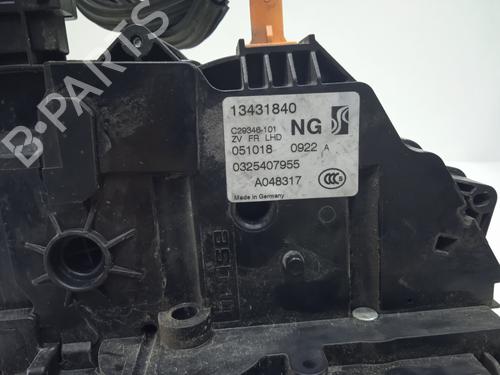 13431840
C29346-101
ZV FR LHD
NG
051018 0922 A
0325407955
A048317
Made in Germany
B-PARTS